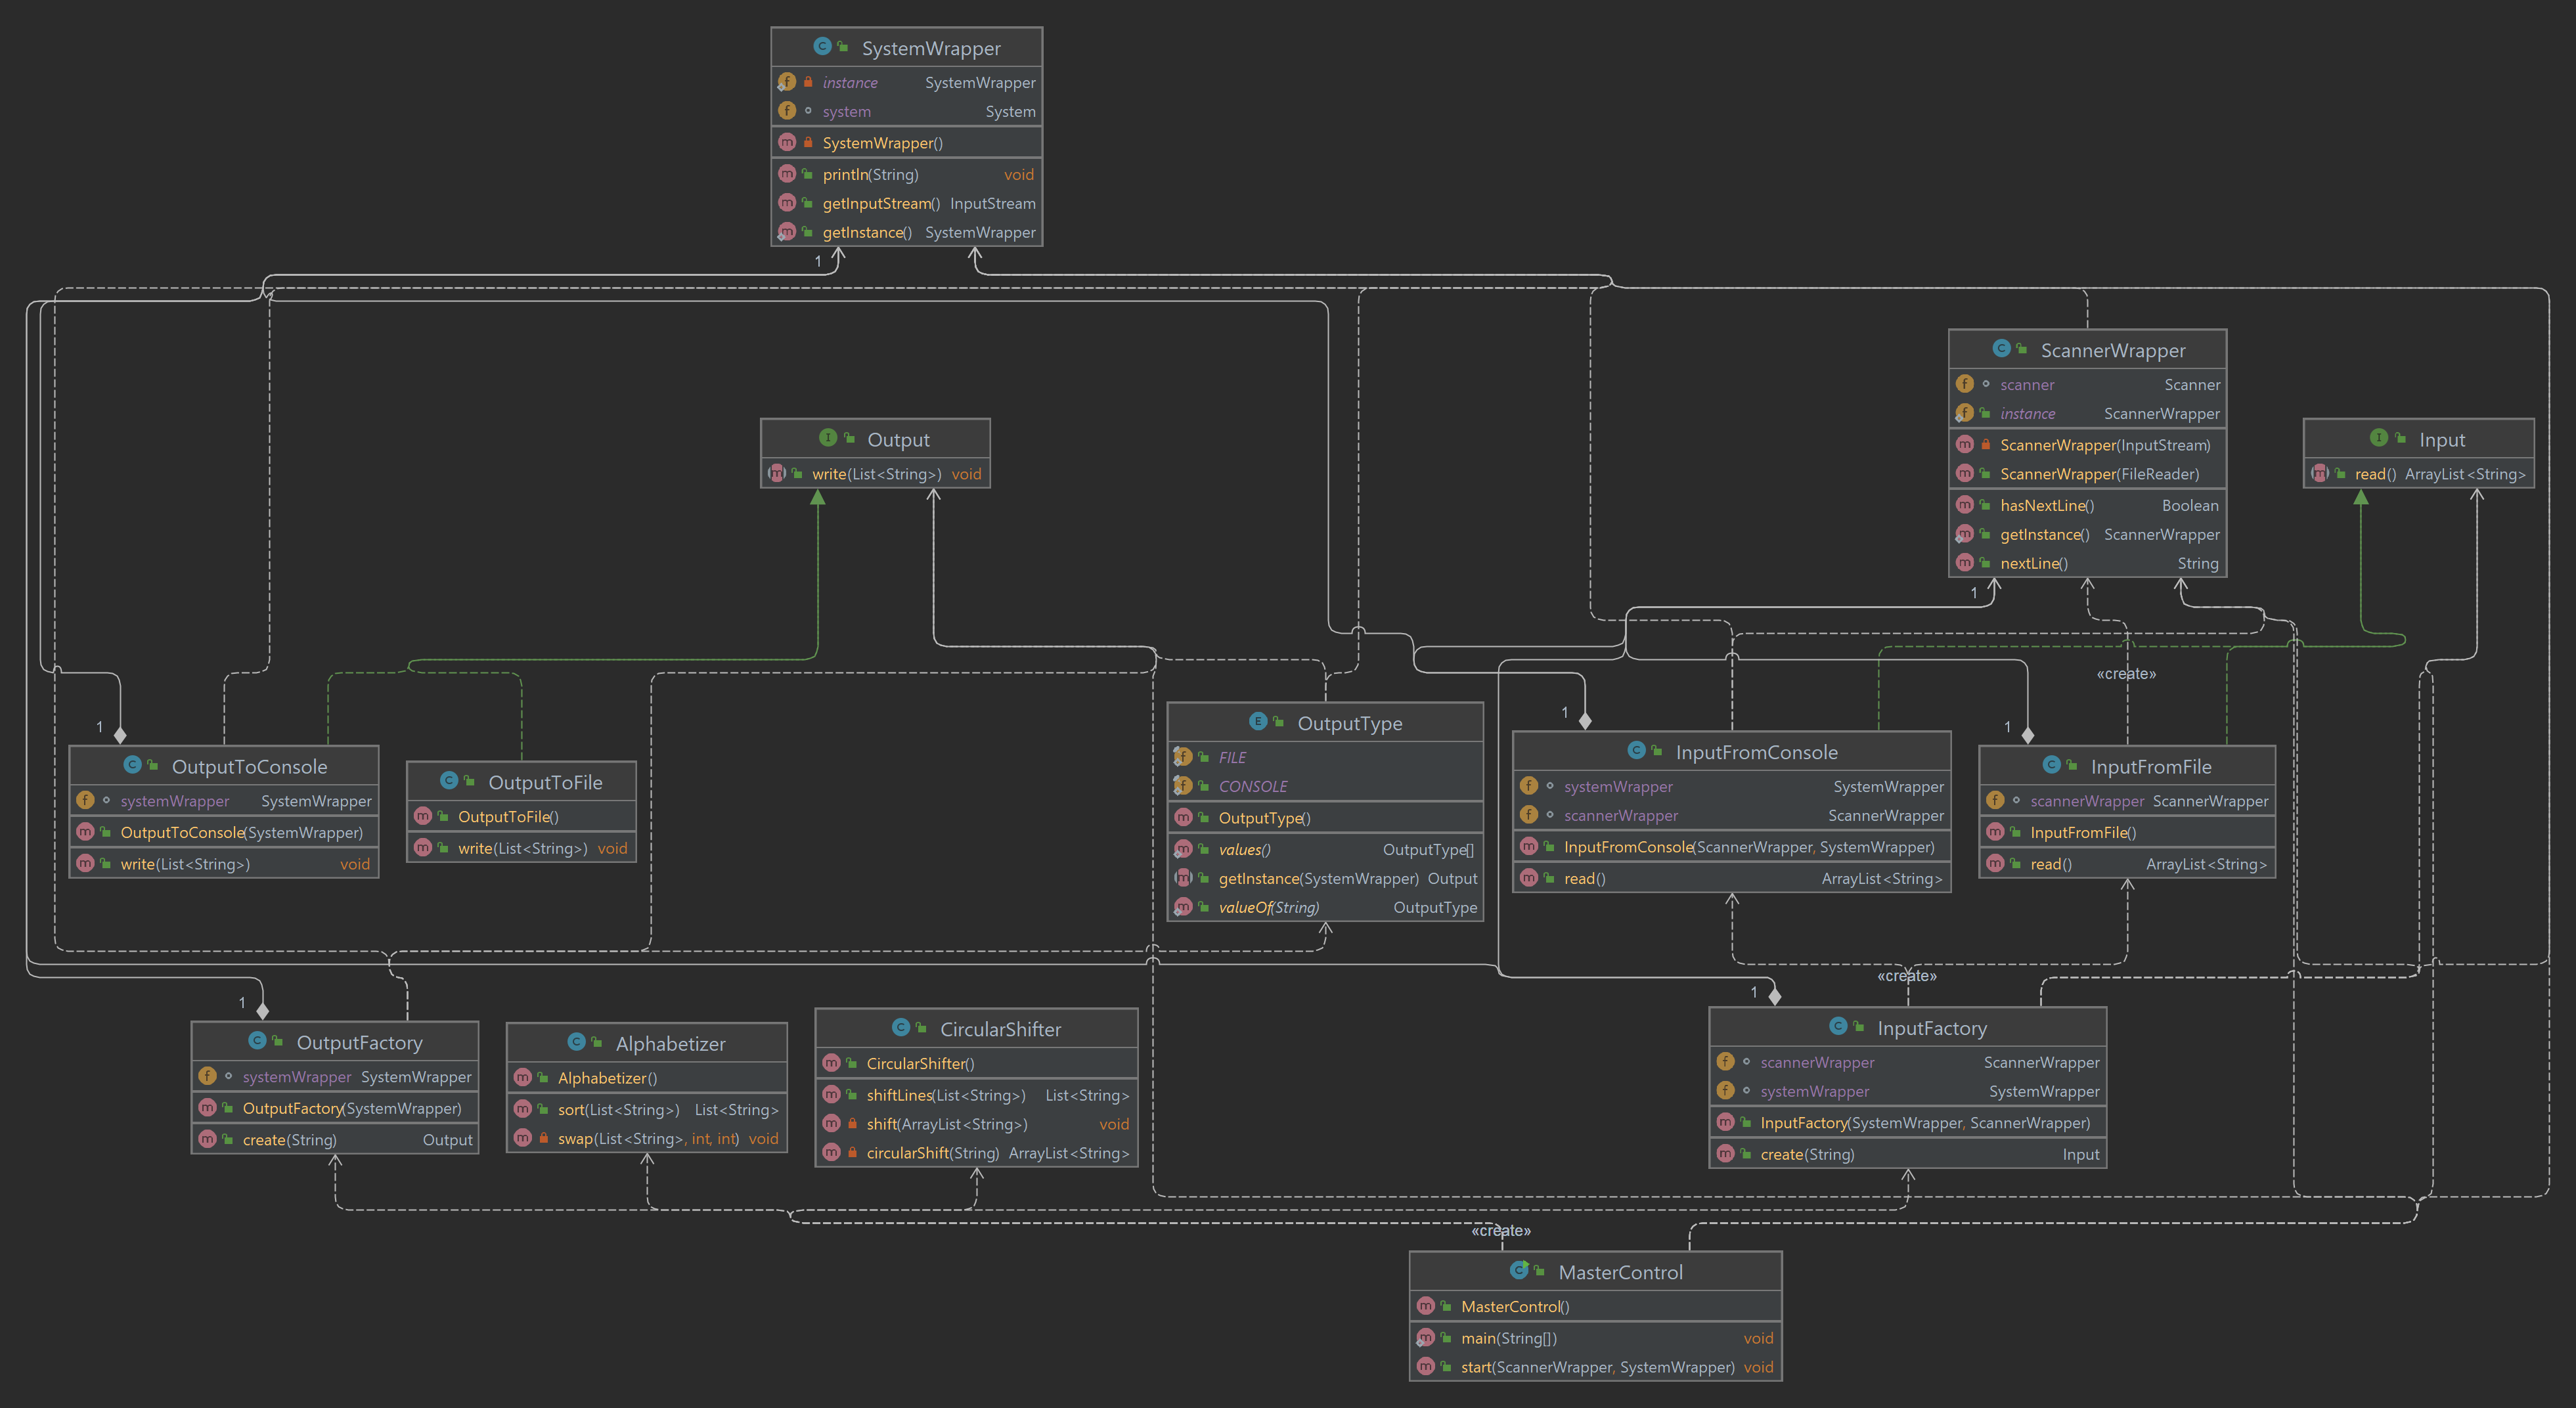 SystemWrapper
instance SystemWrapper
system System
SystemWrapper()
println(String) void
getInputStream() InputStream
getInstance() SystemWrapper
1
ScannerWrapper
scanner Scanner
instance ScannerWrapper
ScannerWrapper(InputStream)
ScannerWrapper(FileReader)
hasNextLine() Boolean
getInstance() ScannerWrapper
nextLine() String
1
Output
write(List<String>) void
Input
read() ArrayList<String>
«create»
1
OutputToConsole
systemWrapper SystemWrapper
OutputToConsole(SystemWrapper)
write(List<String>) void
OutputToFile
OutputToFile()
write(List<String>) void
OutputType
FILE
CONSOLE
OutputType()
values() OutputType[]
getInstance(SystemWrapper) Output
valueOf(String) OutputType
1
InputFromConsole
systemWrapper SystemWrapper
scannerWrapper ScannerWrapper
InputFromConsole(ScannerWrapper, SystemWrapper)
read() ArrayList<String>
1
InputFromFile
scannerWrapper ScannerWrapper
InputFromFile()
read() ArrayList<String>
«create»
1
OutputFactory
systemWrapper SystemWrapper
OutputFactory(SystemWrapper)
create(String) Output
Alphabetizer
Alphabetizer()
sort(List<String>) List<String>
swap(List<String>, int, int) void
CircularShifter
CircularShifter()
shiftLines(List<String>) List<String>
shift(ArrayList<String>) void
circularShift(String) ArrayList<String>
1
InputFactory
scannerWrapper ScannerWrapper
systemWrapper SystemWrapper
InputFactory(SystemWrapper, ScannerWrapper)
create(String) Input
«create»
MasterControl
MasterControl()
main(String[]) void
start(ScannerWrapper, SystemWrapper) void